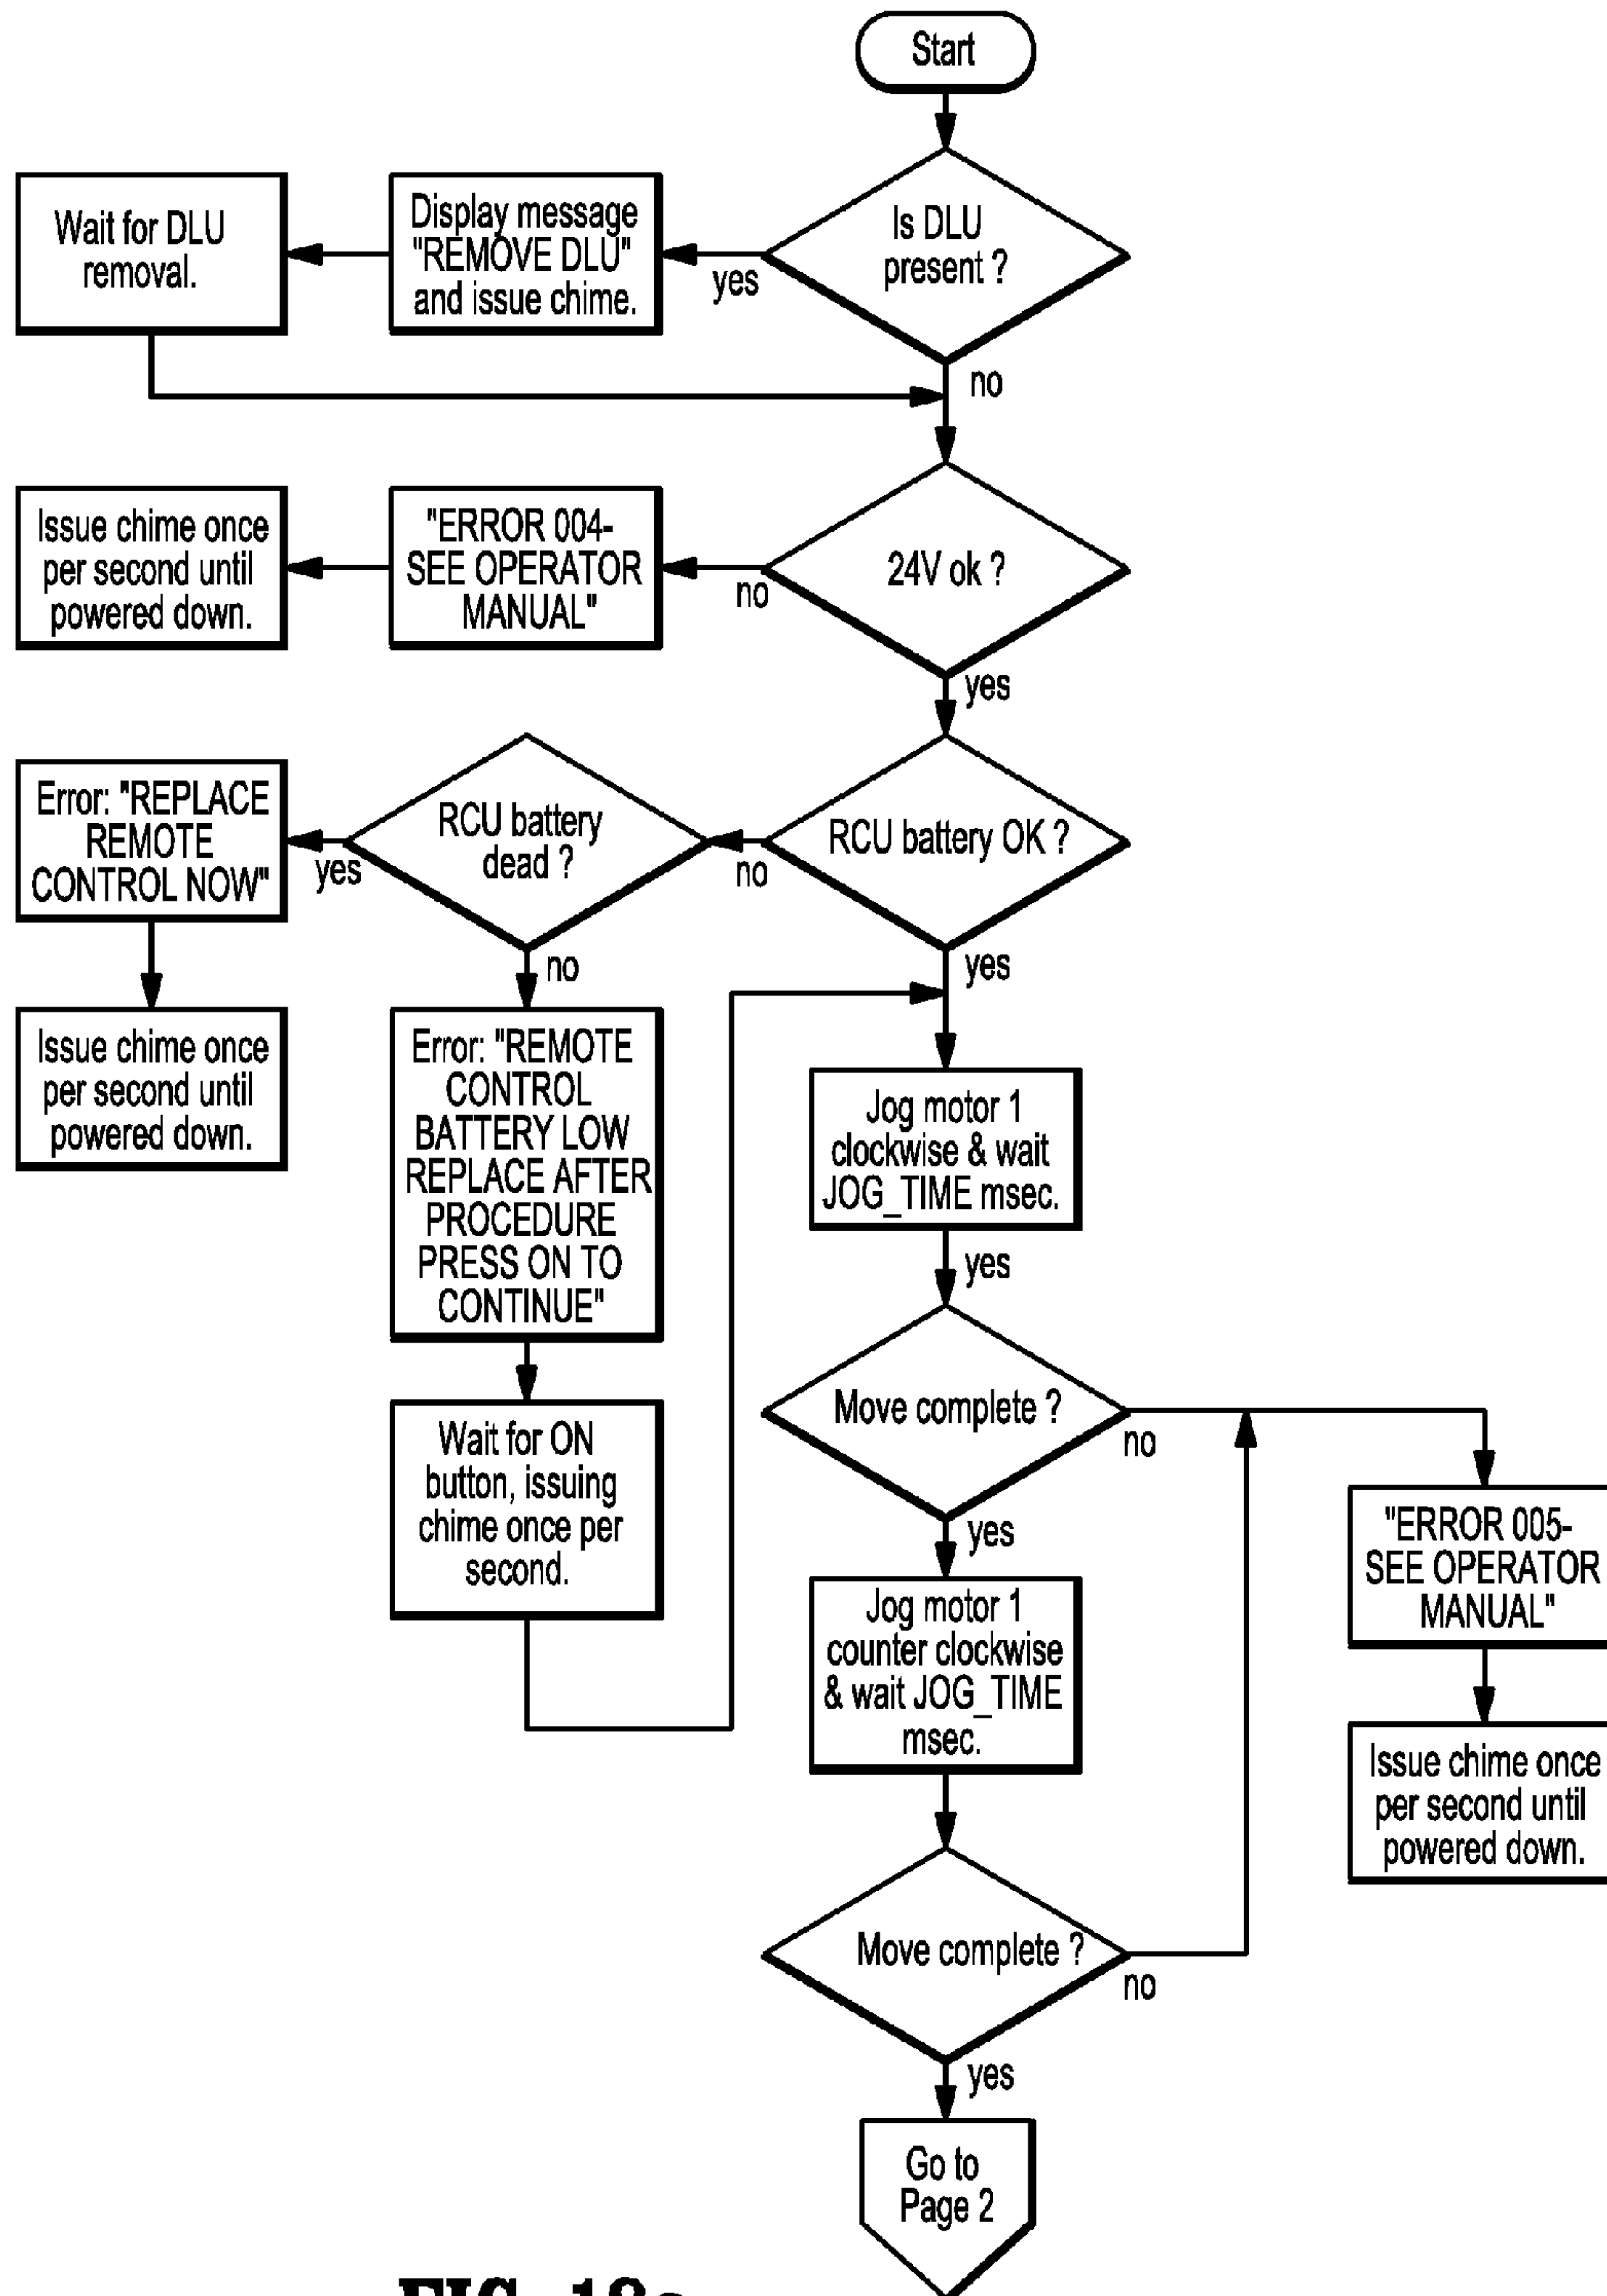 Start
Is DLU
present ?
yes
no
Display message
"REMOVE DLU"
and issue chime.
Wait for DLU
removal.
24V ok ?
no
yes
"ERROR 004-
SEE OPERATOR
MANUAL"
Issue chime once
per second until
powered down.
RCU battery OK ?
no
yes
RCU battery
dead ?
yes
no
Error: "REPLACE
REMOTE
CONTROL NOW"
Issue chime once
per second until
powered down.
Error: "REMOTE
CONTROL
BATTERY LOW
REPLACE AFTER
PROCEDURE
PRESS ON TO
CONTINUE"
Wait for ON
button, issuing
chime once per
second.
Jog motor 1
clockwise & wait
JOG_TIME msec.
yes
Move complete ?
no
yes
"ERROR 005-
SEE OPERATOR
MANUAL"
Issue chime once
per second until
powered down.
Jog motor 1
counter clockwise
& wait JOG_TIME
msec.
Move complete ?
no
yes
Go to
Page 2